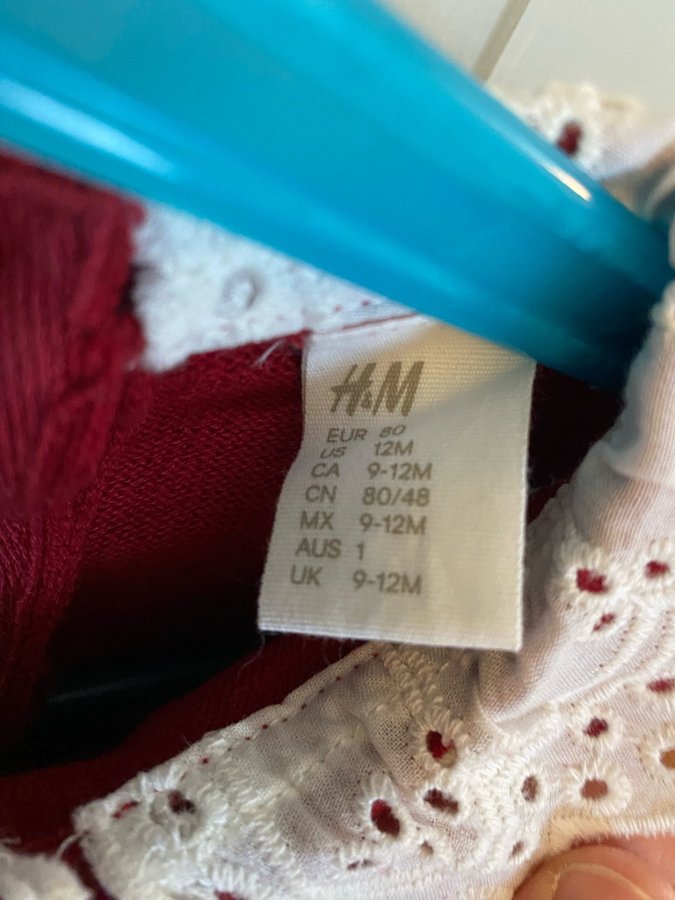 H&M
EUR 80
US 12M
CA 9-12M
CN 80/48
MX 9-12M
AUS 1
UK 9-12M